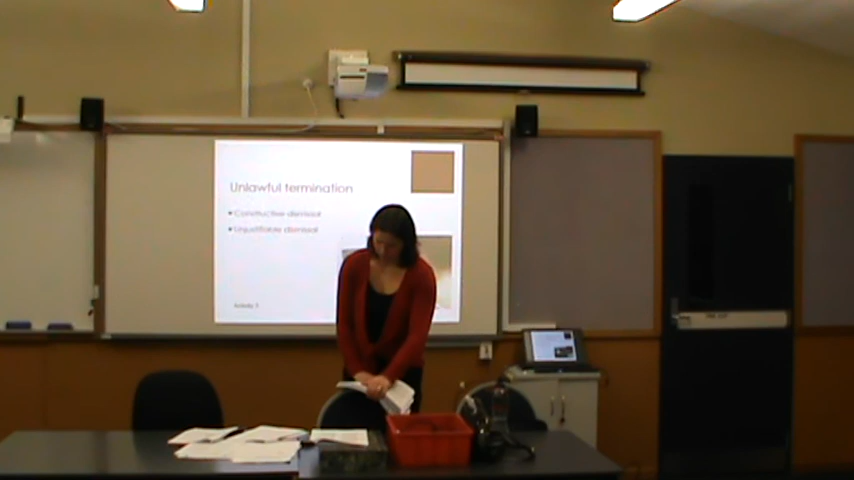 Unlawful termination
Constructive dismissal
Unjustifiable dismissal